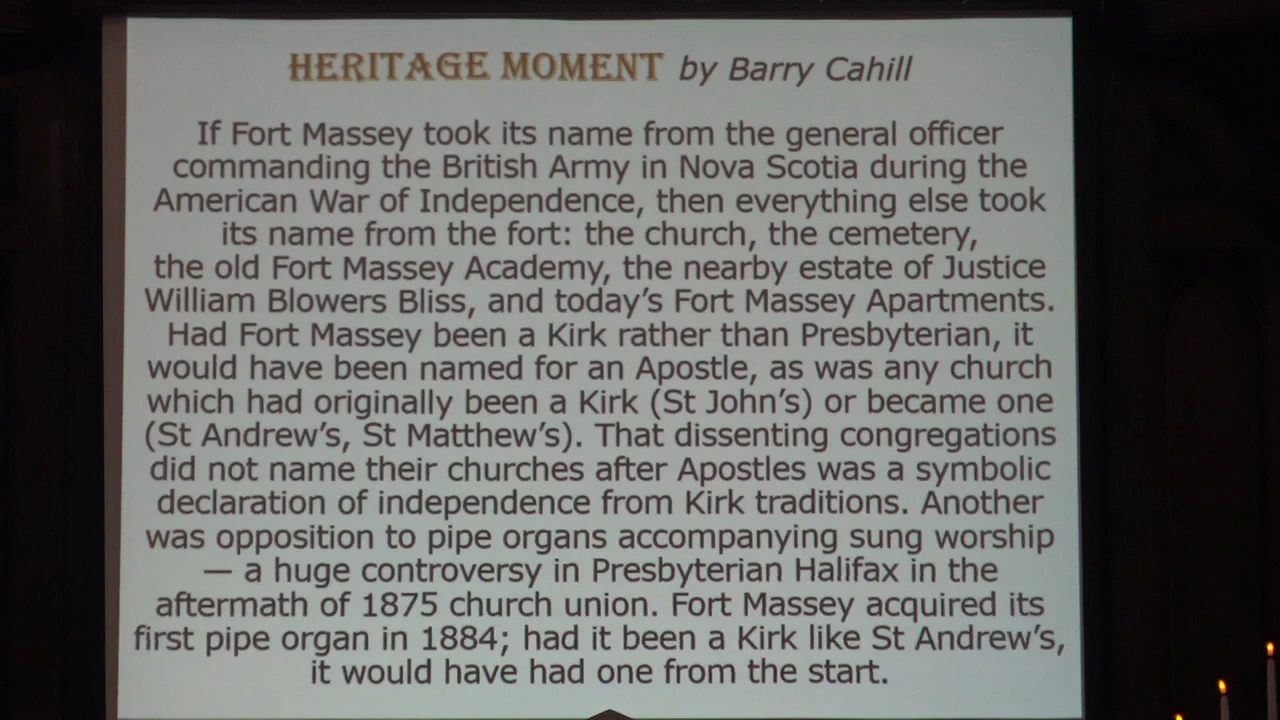 HERITAGE MOMENT by Barry Cahill
If Fort Massey took its name from the general officer
commanding the British Army in Nova Scotia during the
American War of Independence, then everything else took
its name from the fort: the church, the cemetery,
the old Fort Massey Academy, the nearby estate of Justice
William Blowers Bliss, and today's Fort Massey Apartments.
Had Fort Massey been a Kirk rather than Presbyterian, it
would have been named for an Apostle, as was any church
which had originally been a Kirk (St John's) or became one
(St Andrew's, St Matthew's). That dissenting congregations
did not name their churches after Apostles was a symbolic
declaration of independence from Kirk traditions. Another
was opposition to pipe organs accompanying sung worship
— a huge controversy in Presbyterian Halifax in the
aftermath of 1875 church union. Fort Massey acquired its
first pipe organ in 1884; had it been a Kirk like St Andrew's,
it would have had one from the start.